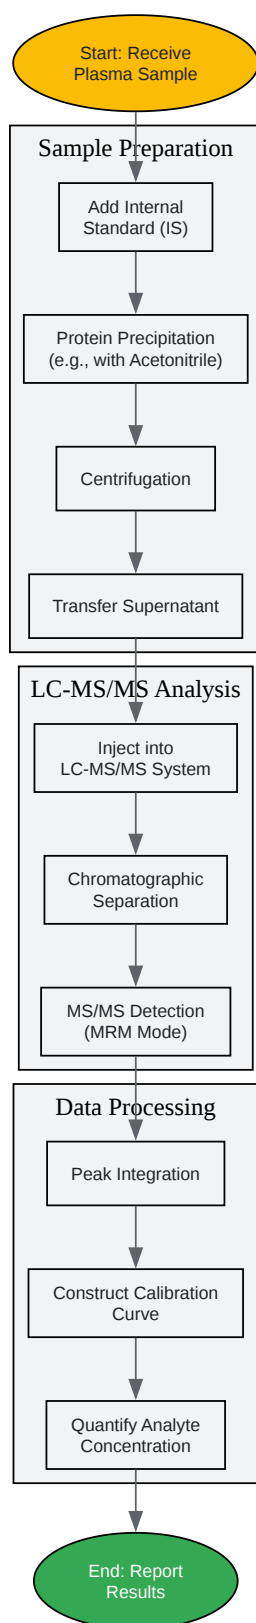 Start: Receive
Plasma Sample
Sample Preparation
Add Internal
Standard (IS)
Protein Precipitation
(e.g., with Acetonitrile)
Centrifugation
Transfer Supernatant
LC-MS/MS Analysis
Inject into
LC-MS/MS System
Chromatographic
Separation
MS/MS Detection
(MRM Mode)
Data Processing
Peak Integration
Construct Calibration
Curve
Quantify Analyte
Concentration
End: Report
Results